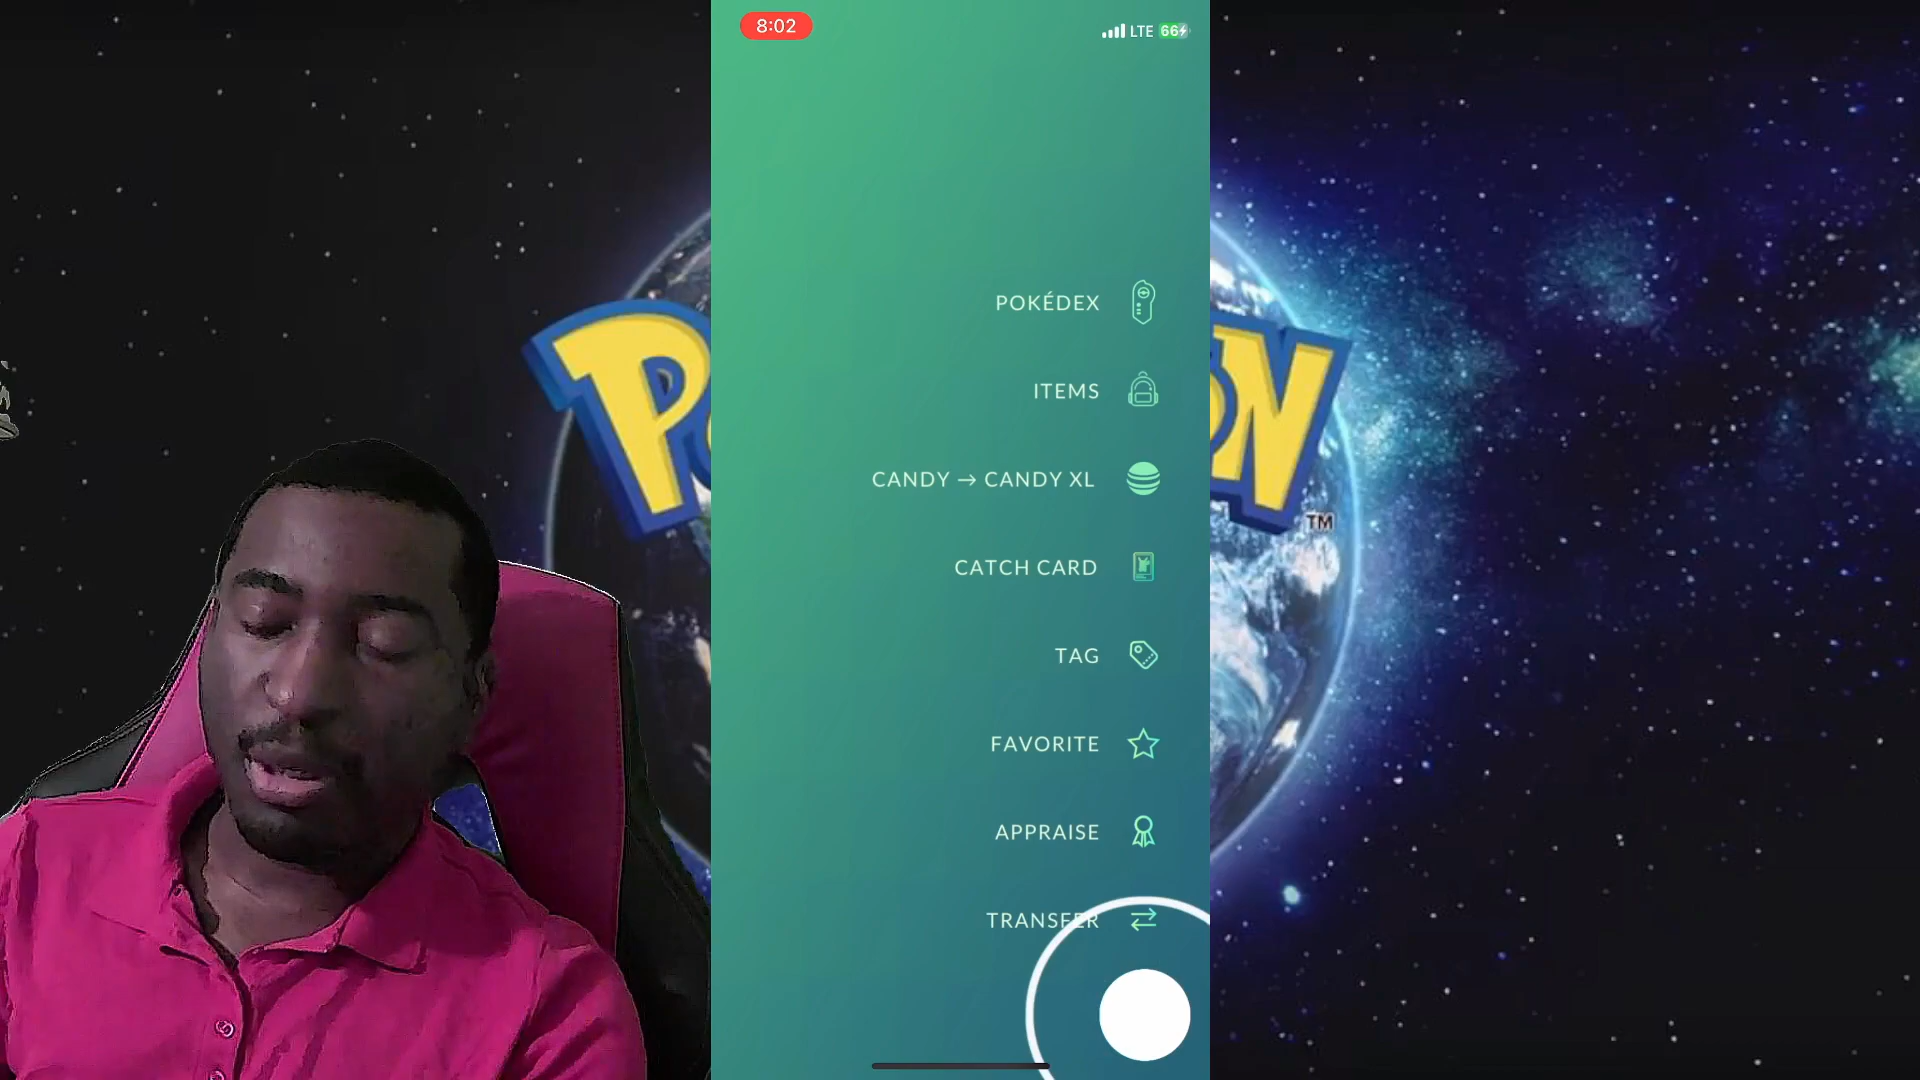 8:02
LTE 66
POKÉDEX
ITEMS
CANDY → CANDY XL
CATCH CARD
TAG
FAVORITE
APPRAISE
TRANSFER
P
N
TM